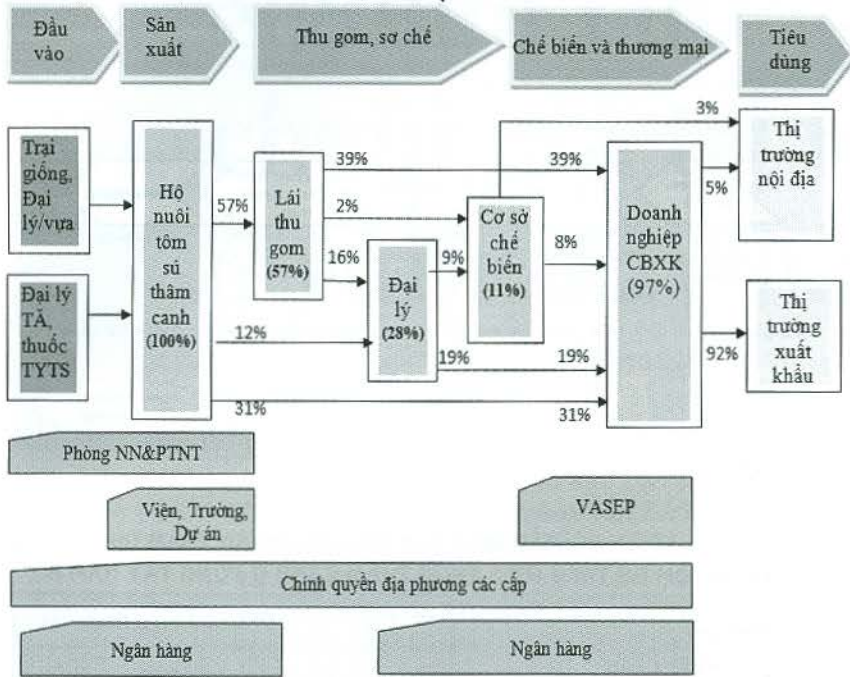 Đầu
vào
Sản
xuất
Thu gom, sơ chế
Chế biến và thương mại
Tiêu
dùng
Trại
giống,
Đại
lý/vựa
Đại lý
TĂ,
thuốc
TYTS
Hộ
nuôi
tôm
sú
thâm
canh
(100%)
57%
12%
31%
Lái
thu
gom
(57%)
39%
2%
16%
Đại
lý
(28%)
9%
19%
Cơ sở
chế
biến
(11%)
3%
39%
8%
19%
31%
Doanh
nghiệp
CBXK
(97%)
5%
92%
Thị
trường
nội địa
Thị
trường
xuất
khẩu
Phòng NN&PTNT
Viện, Trường,
Dự án
VASEP
Chính quyền địa phương các cấp
Ngân hàng
Ngân hàng